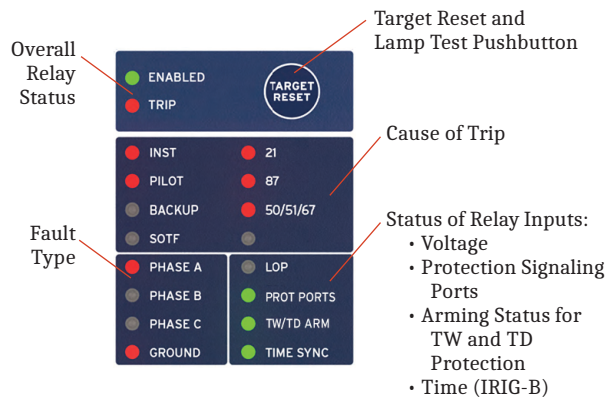 Target Reset and
Lamp Test Pushbutton
Overall
Relay
Status
ENABLED
TRIP
TARGET
RESET
INST
21
PILOT
87
BACKUP
50/51/67
SOTF
Cause of Trip
Fault
Type
PHASE A
PHASE B
PHASE C
GROUND
LOP
PROT PORTS
TW/TD ARM
TIME SYNC
Status of Relay Inputs:
• Voltage
• Protection Signaling
Ports
• Arming Status for
TW and TD
Protection
• Time (IRIG-B)